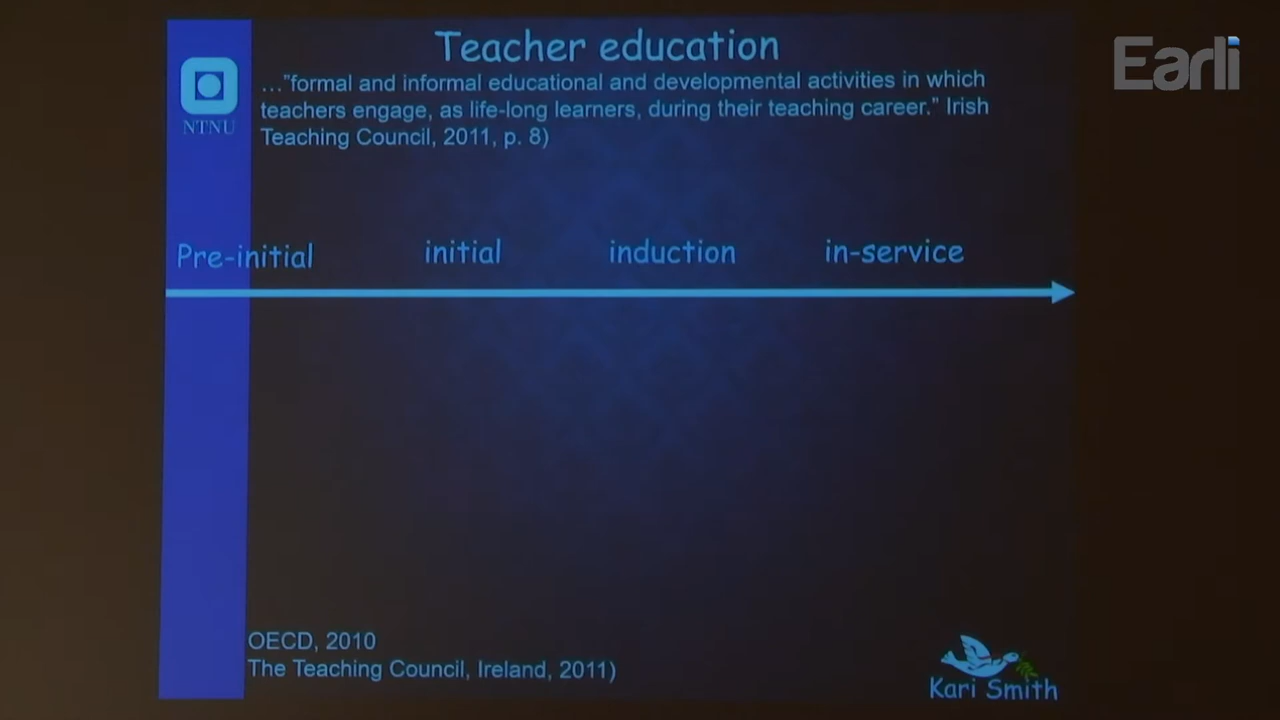 Teacher education
Earli
…"formal and informal educational and developmental activities in which
teachers engage, as life-long learners, during their teaching career." Irish
Teaching Council, 2011, p. 8)
NTNU
Pre-initial initial induction in-service
OECD, 2010
The Teaching Council, Ireland, 2011)
Kari Smith